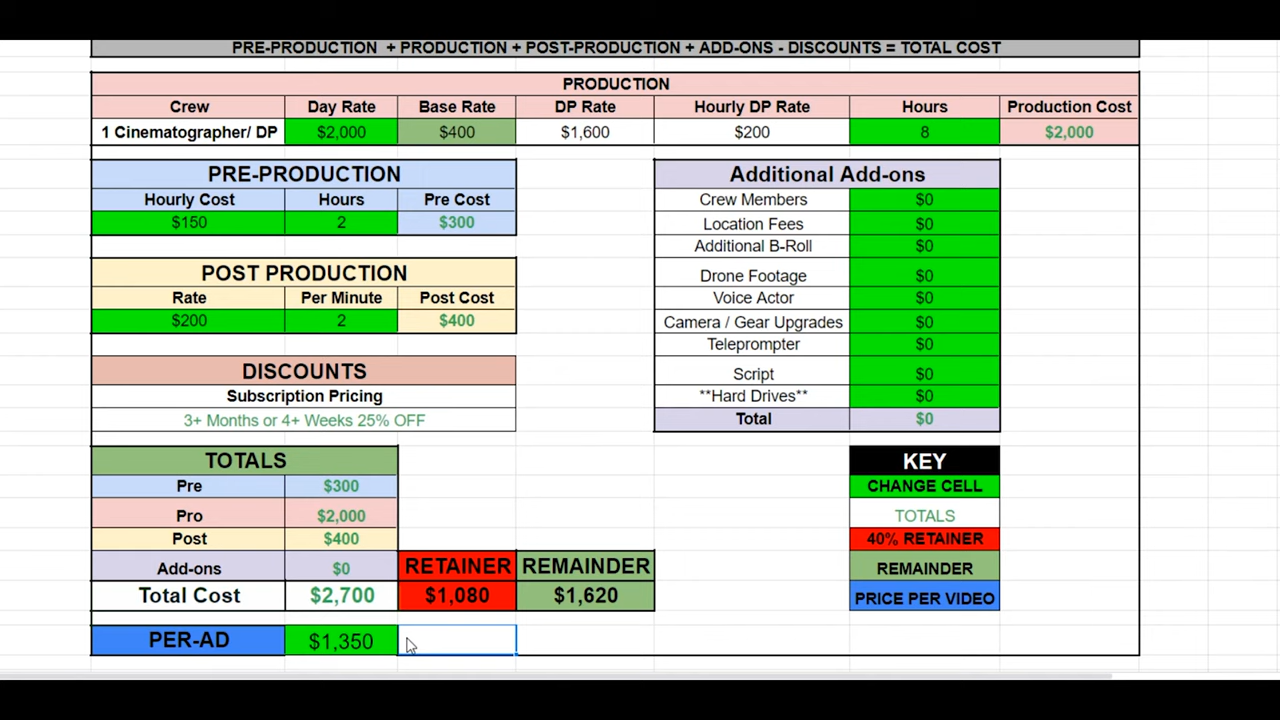 PRE-PRODUCTION + PRODUCTION + POST-PRODUCTION + ADD-ONS - DISCOUNTS = TOTAL COST
PRODUCTION
Crew Day Rate Base Rate DP Rate Hourly DP Rate Hours Production Cost
1 Cinematographer/ DP $2,000 $400 $1,600 $200 8 $2,000
PRE-PRODUCTION
Hourly Cost Hours Pre Cost
$150 2 $300
POST PRODUCTION
Rate Per Minute Post Cost
$200 2 $400
DISCOUNTS
Subscription Pricing
3+ Months or 4+ Weeks 25% OFF
Additional Add-ons
Crew Members $0
Location Fees $0
Additional B-Roll $0
Drone Footage $0
Voice Actor $0
Camera / Gear Upgrades $0
Teleprompter $0
Script $0
**Hard Drives** $0
Total $0
TOTALS
Pre $300
Pro $2,000
Post $400
Add-ons $0 RETAINER REMAINDER
Total Cost $2,700 $1,080 $1,620
PER-AD $1,350
KEY
CHANGE CELL
TOTALS
40% RETAINER
REMAINDER
PRICE PER VIDEO